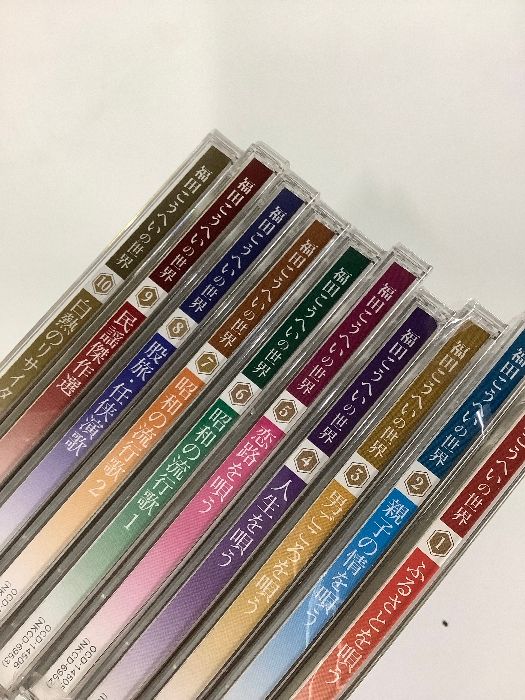 福田こうへいの世界 10 白熱のリサイタ
福田こうへいの世界 9 民謡傑作選
福田こうへいの世界 8 股旅・任侠演歌
福田こうへいの世界 7 昭和の流行歌 2
福田こうへいの世界 6 昭和の流行歌 1
福田こうへいの世界 5 恋路を唄う
福田こうへいの世界 4 人生を唄う
福田こうへいの世界 3 男ごころを唄う
福田こうへいの世界 2 親子の情を唄う
こうへいの世界 1 ふるさとを唄う